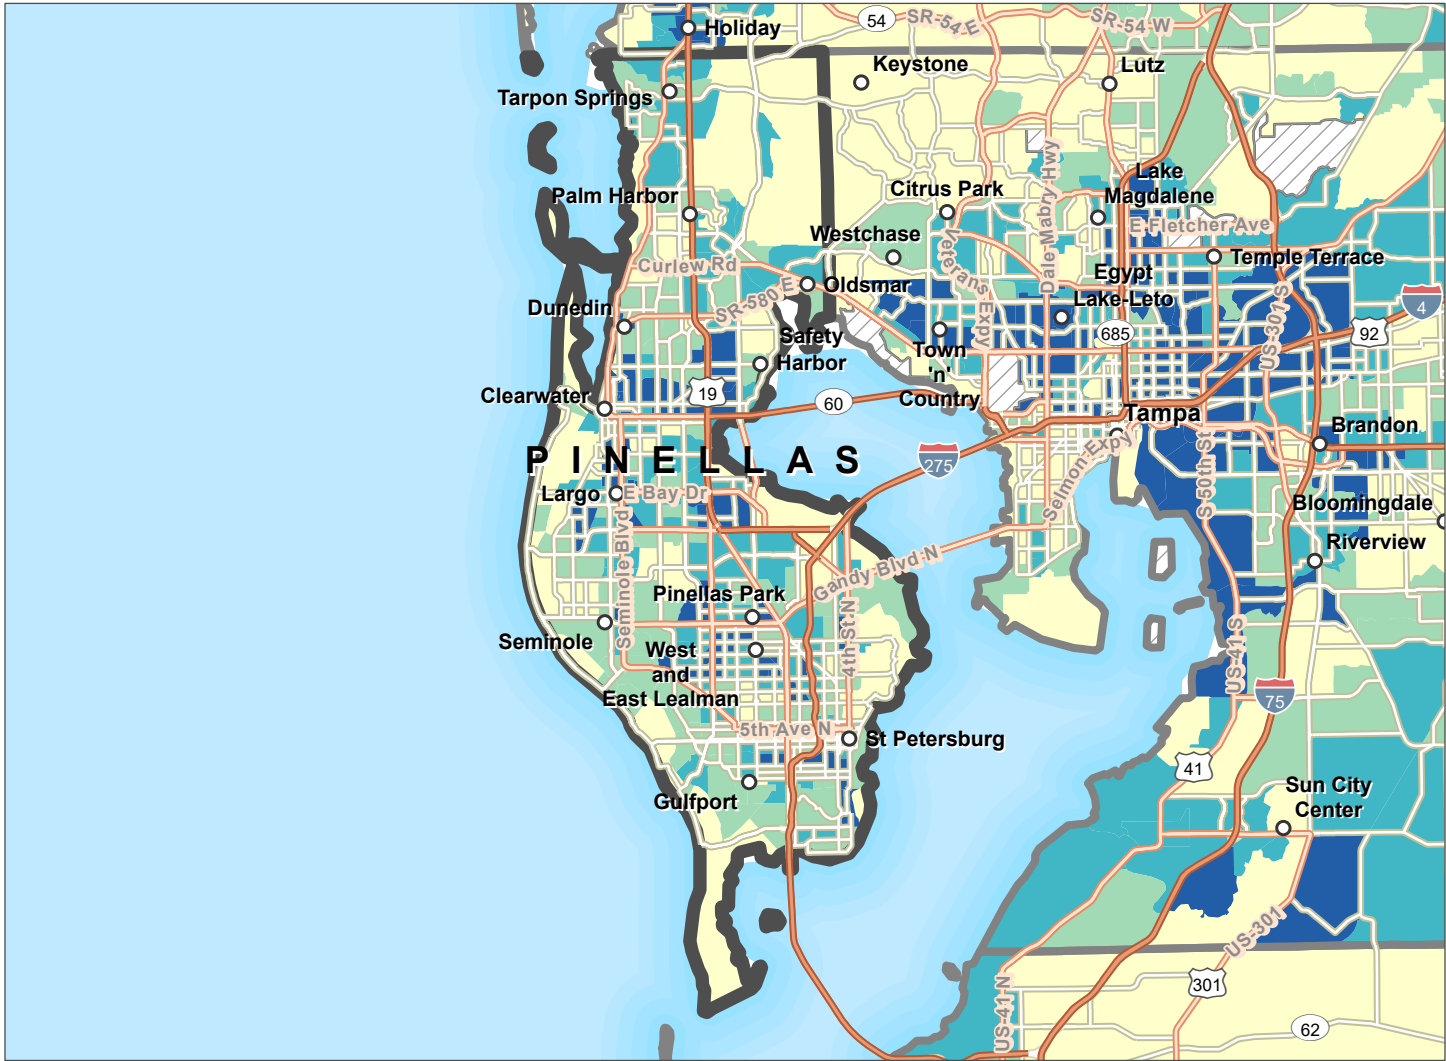 Holiday
54
SR-54 E
SR-54 W
Keystone
Lutz
Tarpon Springs
Dale Mabry Hwy
Lake
Magdalene
Citrus Park
Palm Harbor
Westchase
Veterans Expy
E Fletcher Ave
Temple Terrace
Curlew Rd
Oldsmar
Egypt
Lake-Leto
SR-580 E
US-301 S
4
Dunedin
685
92
Safety
Harbor
Town
'n'
Country
Clearwater
19
60
Tampa
Brandon
PINELLAS
275
Selmon Expy
S 50th St
Largo
E Bay Dr
Bloomingdale
Seminole Blvd
Riverview
Gandy Blvd N
Pinellas Park
4th St N
Seminole
West
and
East Lealman
US-41 S
75
5th Ave N
St Petersburg
41
Gulfport
Sun City
Center
US-301
301
US-41 N
62